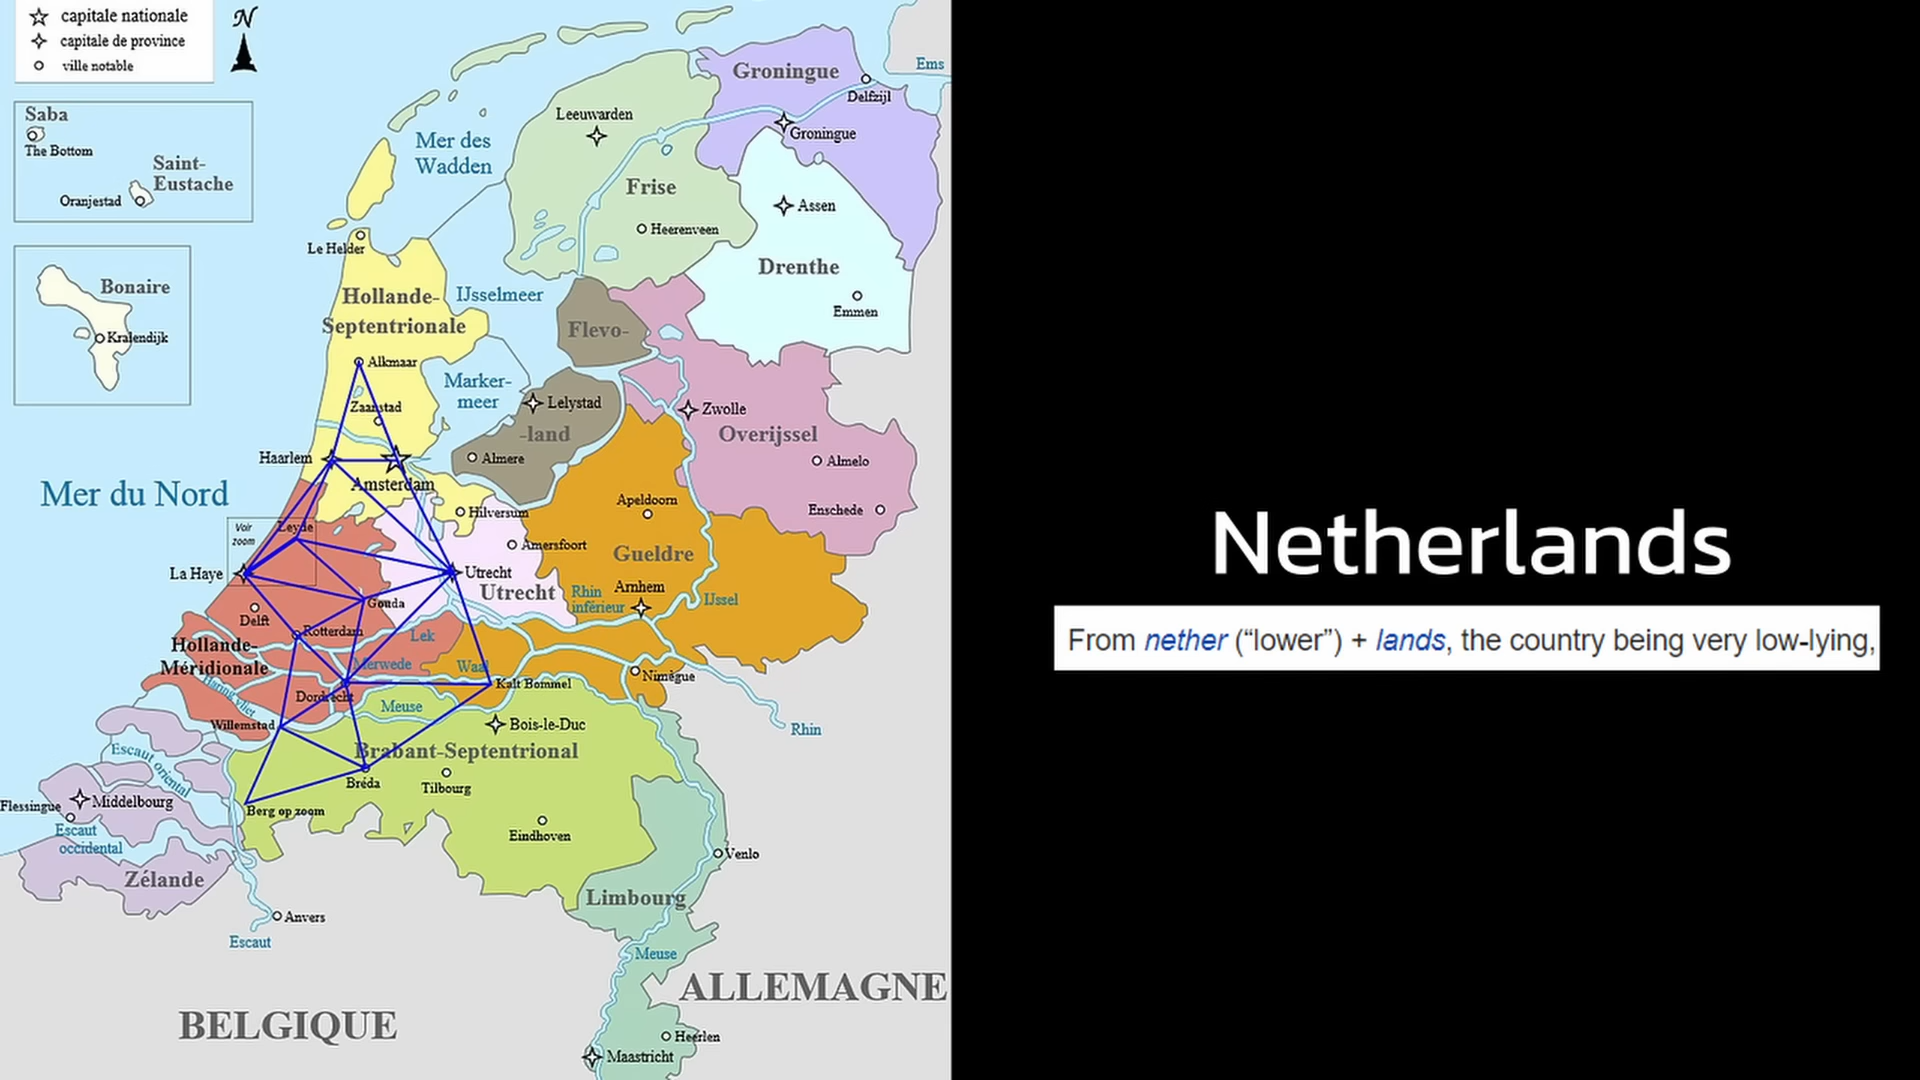 capitale nationale
capitale de province
ville notable
N
Saba
The Bottom
Saint-
Eustache
Oranjestad
Bonaire
Kralendijk
Mer des
Wadden
Groningue
Ems
Delfzijl
Groningue
Leeuwarden
Frise
Heerenveen
Assen
Drenthe
Emmen
Le Helder
Hollande-
Septentrionale
IJsselmeer
Flevo-
-land
Alkmaar
Marker-
meer
Zaanstad
Lelystad
Zwolle
Overijssel
Haarlem
Amsterdam
Almere
Almelo
Mer du Nord
Apeldoorn
Enschede
Hilversum
Voir
zoom
Leyde
Amersfoort
Gueldre
La Haye
Utrecht
Utrecht
Rhin
inférieur
Arnhem
IJssel
Gouda
Delft
Rotterdam
Lek
Hollande-
Méridionale
Merwede
Waal
Nimègue
Haring vliet
Dordrecht
Kalt Bommel
Meuse
Willemstad
Bois-le-Duc
Rhin
Escaut oriental
Brabant-Septentrional
Bréda
Tilbourg
Flessingue
Middelbourg
Berg op zoom
Escaut
occidental
Eindhoven
Venlo
Zélande
Limbourg
Anvers
Escaut
Meuse
ALLEMAGNE
BELGIQUE
Heerlen
Maastricht
Netherlands
From nether (“lower”) + lands, the country being very low-lying,